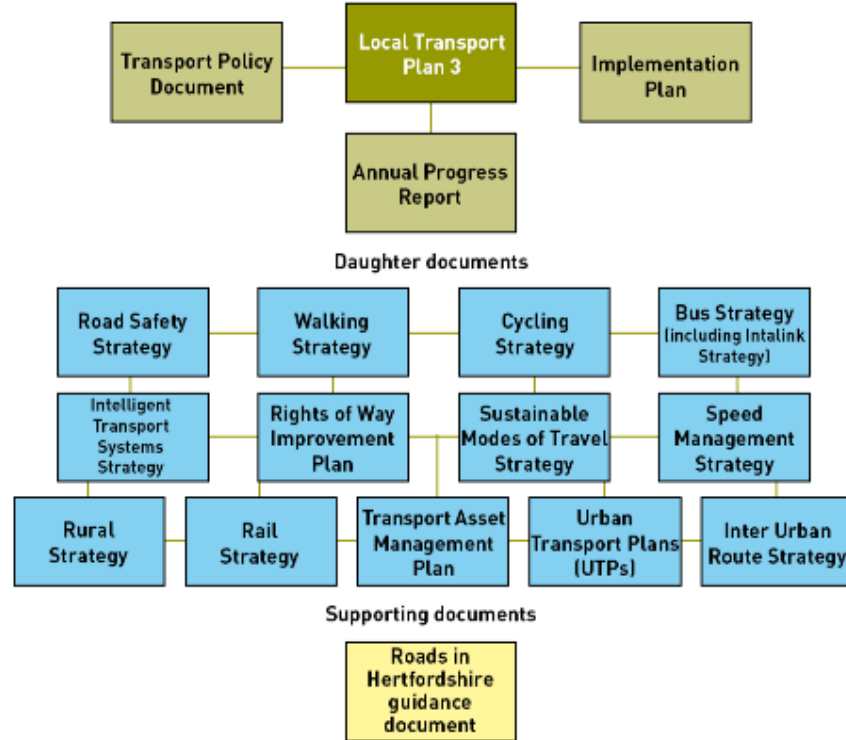 Local Transport
Plan 3
Transport Policy
Document
Implementation
Plan
Annual Progress
Report
Daughter documents
Road Safety
Strategy
Walking
Strategy
Cycling
Strategy
Bus Strategy
(including Intalink
Strategy)
Intelligent
Transport
Systems
Strategy
Rights of Way
Improvement
Plan
Sustainable
Modes of Travel
Strategy
Speed
Management
Strategy
Rural
Strategy
Rail
Strategy
Transport Asset
Management
Plan
Urban
Transport Plans
(UTPs)
Inter Urban
Route Strategy
Supporting documents
Roads in
Hertfordshire
guidance
document